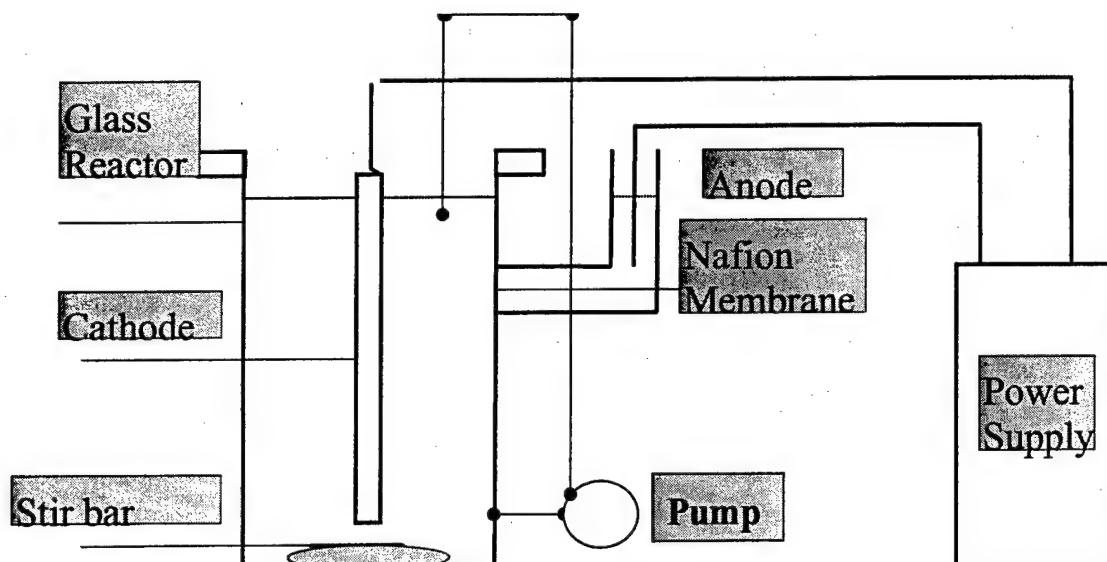 Glass
Reactor
Anode
Nafion
Membrane
Cathode
Power
Supply
Stir bar
Pump